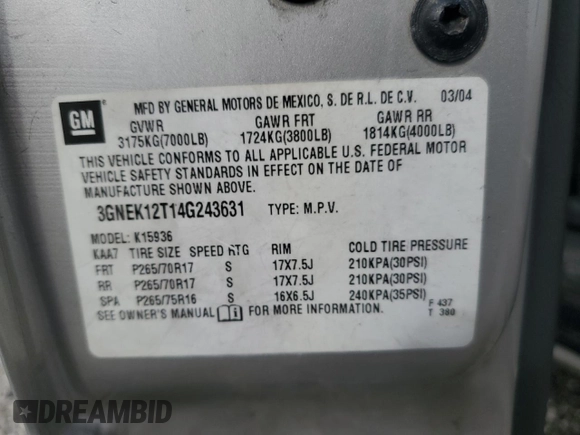 GM
MFD BY GENERAL MOTORS DE MEXICO, S. DE R.L. DE C.V. 03/04
GVWR GAWR FRT GAWR RR
3175KG(7000LB) 1724KG(3800LB) 1814KG(4000LB)
THIS VEHICLE CONFORMS TO ALL APPLICABLE U.S. FEDERAL MOTOR
VEHICLE SAFETY STANDARDS IN EFFECT ON THE DATE OF
MANUFACTURE SHOWN ABOVE.
3GNEK12T14G243631 TYPE: M.P.V.
MODEL: K15936
KAA7 TIRE SIZE SPEED RTG RIM COLD TIRE PRESSURE
FRT P265/70R17 S 17X7.5J 210KPA(30PSI)
RR P265/70R17 S 17X7.5J 210KPA(30PSI)
SPA P265/75R16 S 16X6.5J 240KPA(35PSI)
SEE OWNER'S MANUAL FOR MORE INFORMATION.
F 437
T 380
DREAMBID